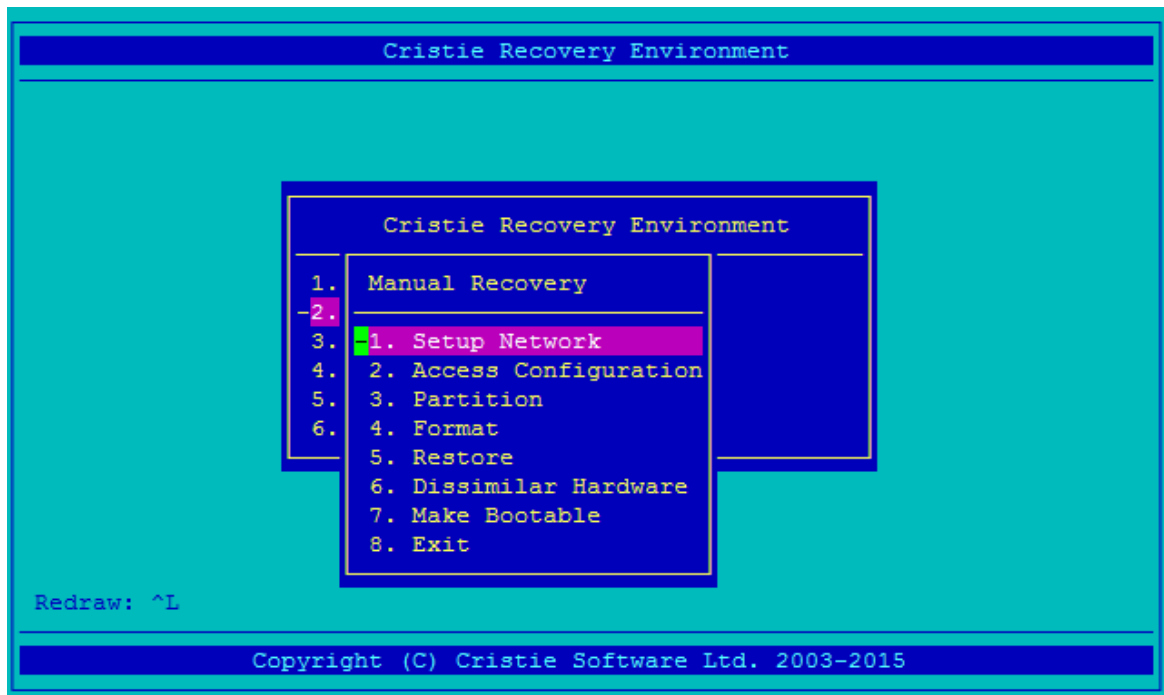 Cristie Recovery Environment
Cristie Recovery Environment
1.
-2.
3.
4.
5.
6.
Manual Recovery
-1. Setup Network
2. Access Configuration
3. Partition
4. Format
5. Restore
6. Dissimilar Hardware
7. Make Bootable
8. Exit
Redraw: ^L
Copyright (C) Cristie Software Ltd. 2003-2015